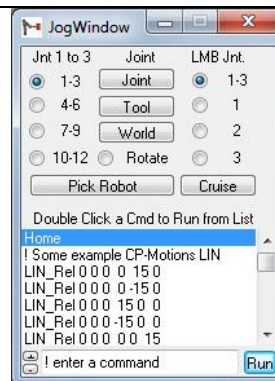 JogWindow
Jnt 1 to 3 Joint LMB Jnt.
1-3 Joint 1-3
4-6 Tool 1
7-9 World 2
10-12 Rotate 3
Pick Robot Cruise
Double Click a Cmd to Run from List
Home
! Some example CP-Motions LIN
LIN_Rel 0 0 0 0 15 0
LIN_Rel 0 0 0 0 -15 0
LIN_Rel 0 0 0 15 0 0
LIN_Rel 0 0 0 -15 0 0
LIN_Rel 0 0 0 0 0 15
! enter a command Run